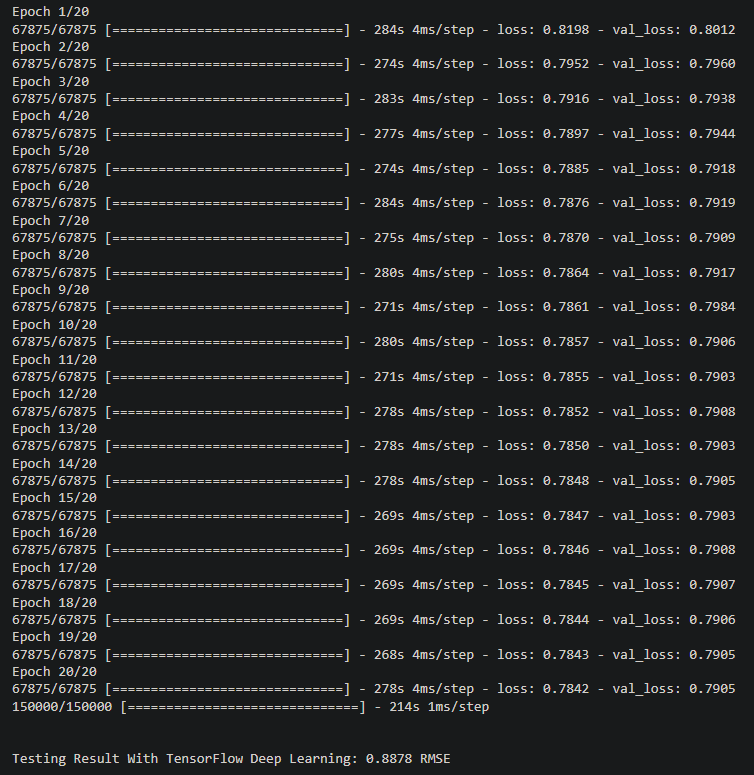 Epoch 1/20
67875/67875 [==============================] - 284s 4ms/step - loss: 0.8198 - val_loss: 0.8012
Epoch 2/20
67875/67875 [==============================] - 274s 4ms/step - loss: 0.7952 - val_loss: 0.7960
Epoch 3/20
67875/67875 [==============================] - 283s 4ms/step - loss: 0.7916 - val_loss: 0.7938
Epoch 4/20
67875/67875 [==============================] - 277s 4ms/step - loss: 0.7897 - val_loss: 0.7944
Epoch 5/20
67875/67875 [==============================] - 274s 4ms/step - loss: 0.7885 - val_loss: 0.7918
Epoch 6/20
67875/67875 [==============================] - 284s 4ms/step - loss: 0.7876 - val_loss: 0.7919
Epoch 7/20
67875/67875 [==============================] - 275s 4ms/step - loss: 0.7870 - val_loss: 0.7909
Epoch 8/20
67875/67875 [==============================] - 280s 4ms/step - loss: 0.7864 - val_loss: 0.7917
Epoch 9/20
67875/67875 [==============================] - 271s 4ms/step - loss: 0.7861 - val_loss: 0.7984
Epoch 10/20
67875/67875 [==============================] - 280s 4ms/step - loss: 0.7857 - val_loss: 0.7906
Epoch 11/20
67875/67875 [==============================] - 271s 4ms/step - loss: 0.7855 - val_loss: 0.7903
Epoch 12/20
67875/67875 [==============================] - 278s 4ms/step - loss: 0.7852 - val_loss: 0.7908
Epoch 13/20
67875/67875 [==============================] - 278s 4ms/step - loss: 0.7850 - val_loss: 0.7903
Epoch 14/20
67875/67875 [==============================] - 278s 4ms/step - loss: 0.7848 - val_loss: 0.7905
Epoch 15/20
67875/67875 [==============================] - 269s 4ms/step - loss: 0.7847 - val_loss: 0.7903
Epoch 16/20
67875/67875 [==============================] - 269s 4ms/step - loss: 0.7846 - val_loss: 0.7908
Epoch 17/20
67875/67875 [==============================] - 269s 4ms/step - loss: 0.7845 - val_loss: 0.7907
Epoch 18/20
67875/67875 [==============================] - 269s 4ms/step - loss: 0.7844 - val_loss: 0.7906
Epoch 19/20
67875/67875 [==============================] - 268s 4ms/step - loss: 0.7843 - val_loss: 0.7905
Epoch 20/20
67875/67875 [==============================] - 278s 4ms/step - loss: 0.7842 - val_loss: 0.7905
150000/150000 [==============================] - 214s 1ms/step
Testing Result With TensorFlow Deep Learning: 0.8878 RMSE